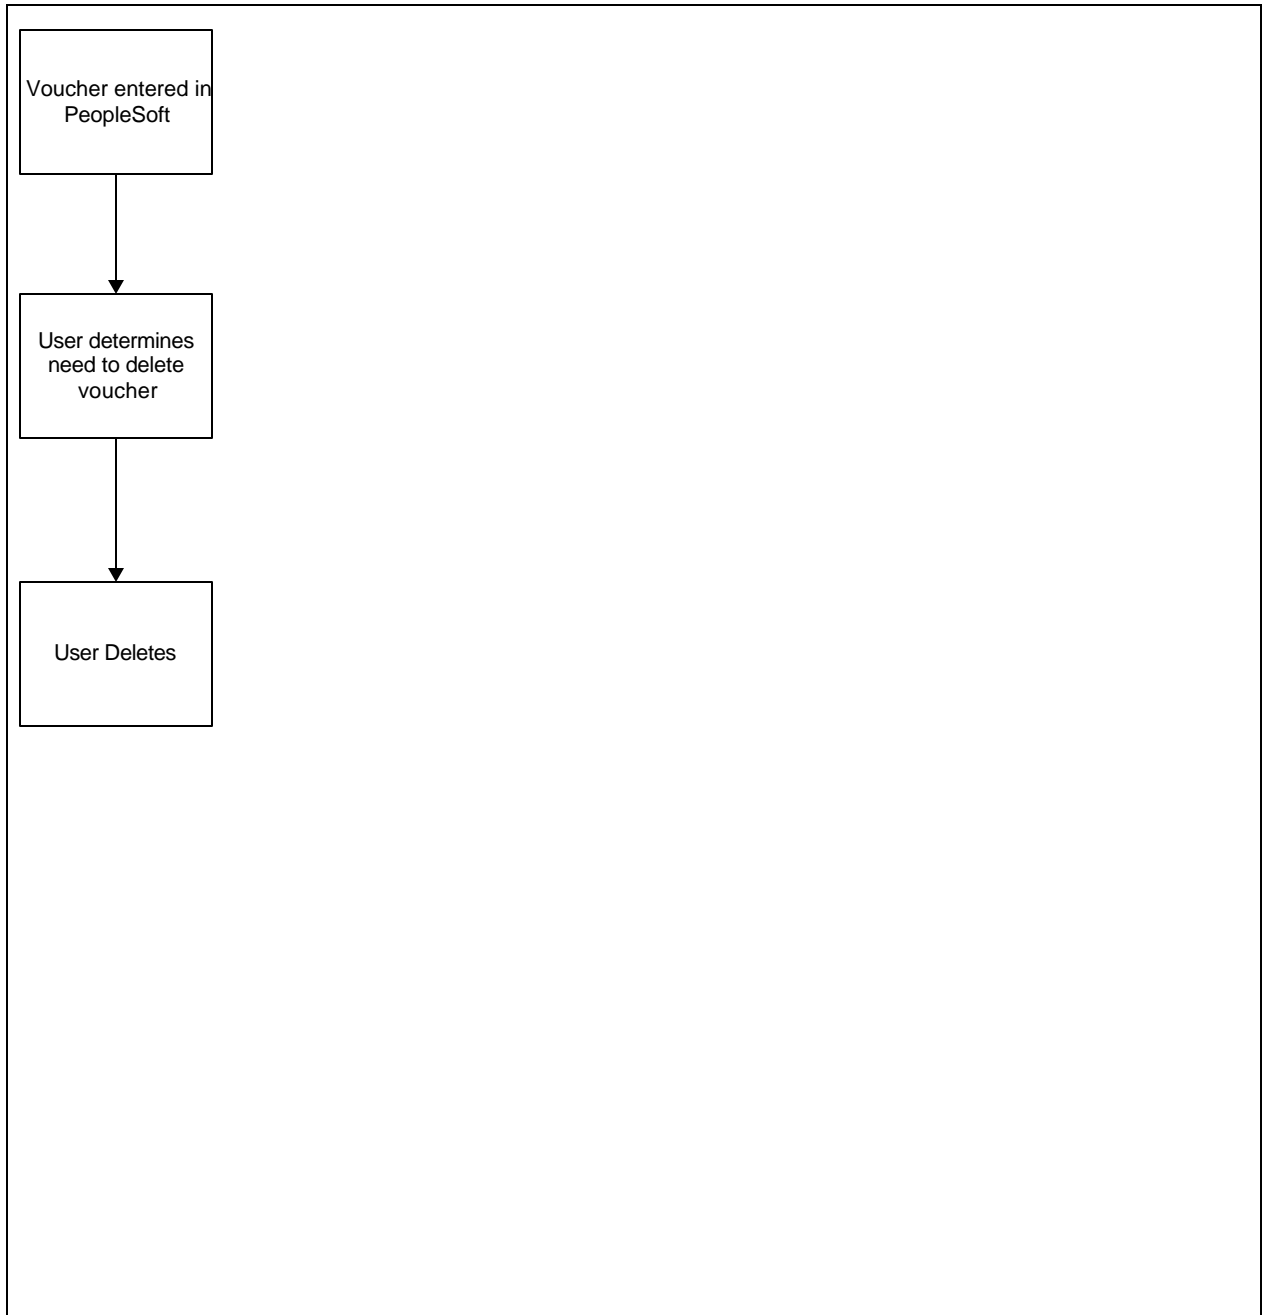 Voucher entered in
PeopleSoft
User determines
need to delete
voucher
User Deletes